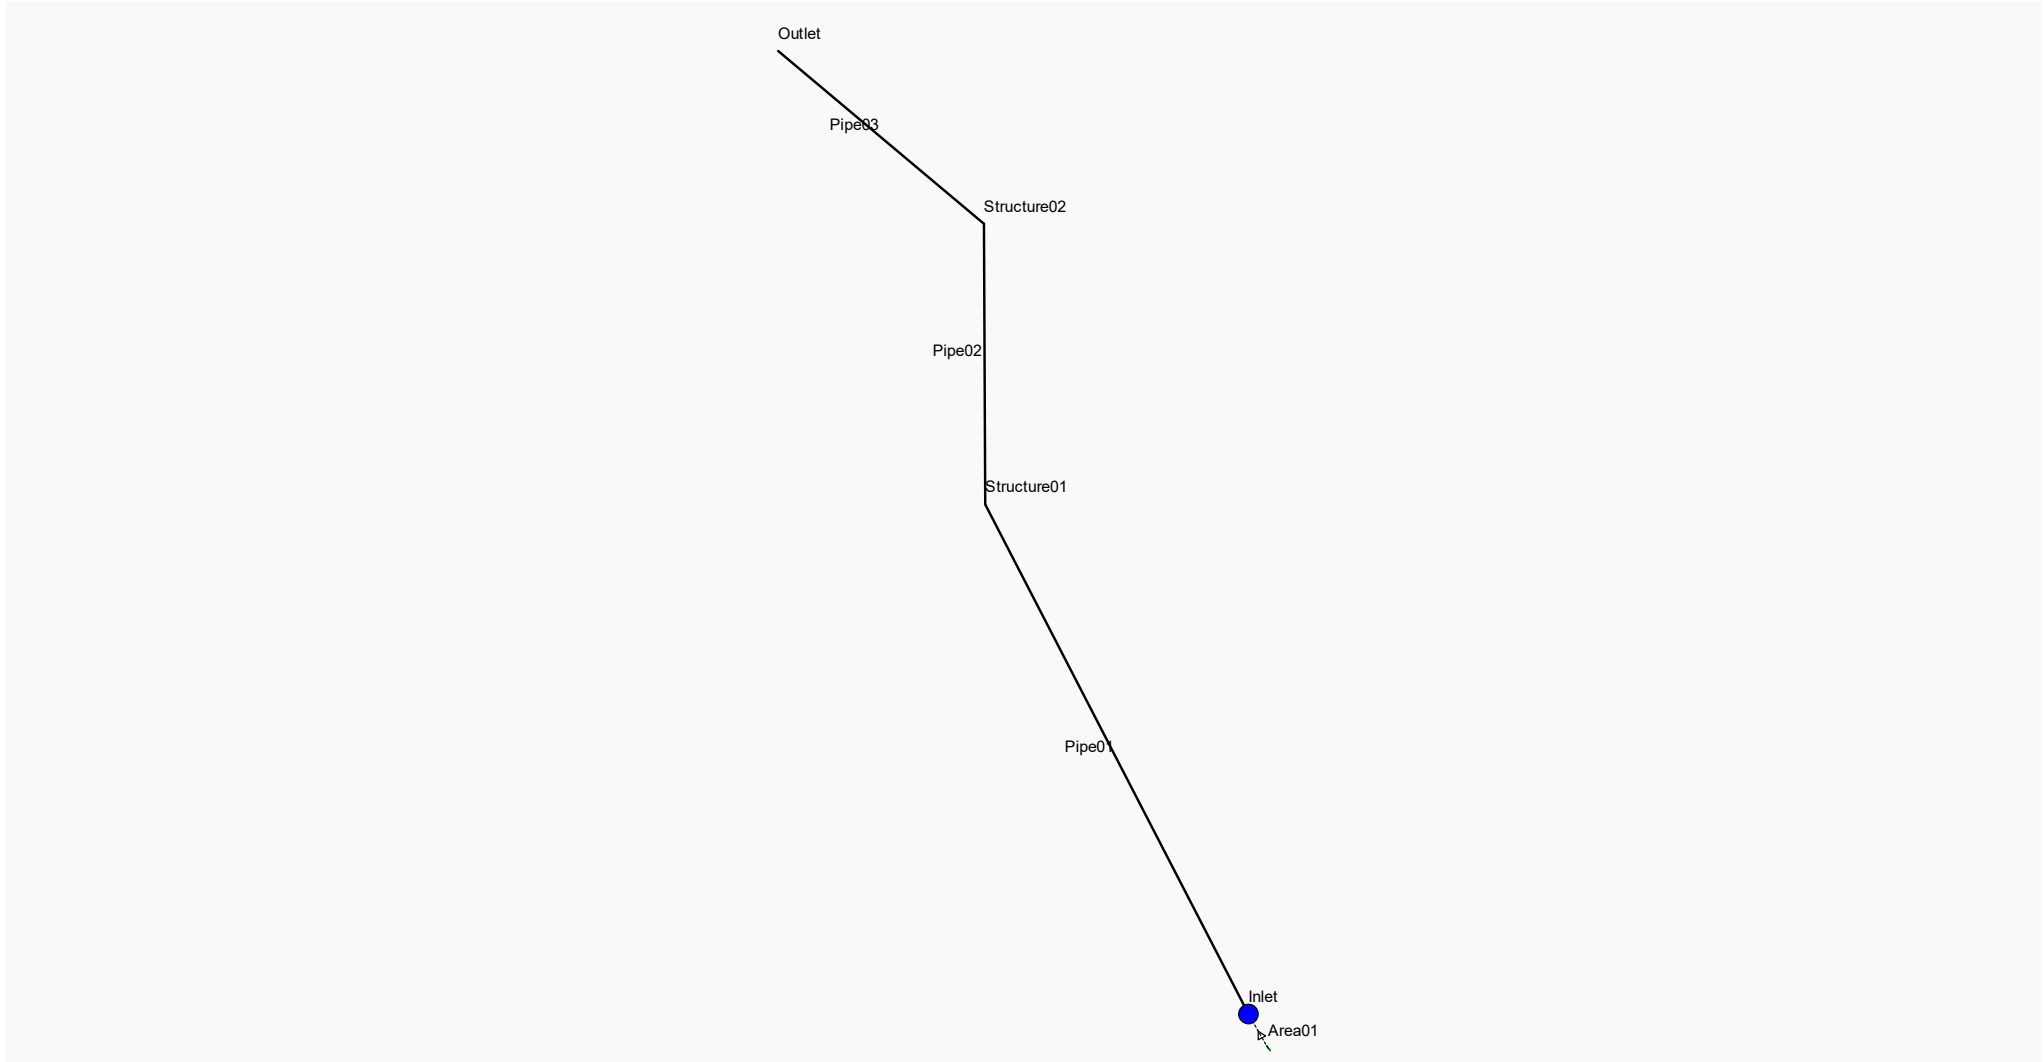 Outlet
Pipe03
Structure02
Pipe02
Structure01
Pipe01
Inlet
Area01